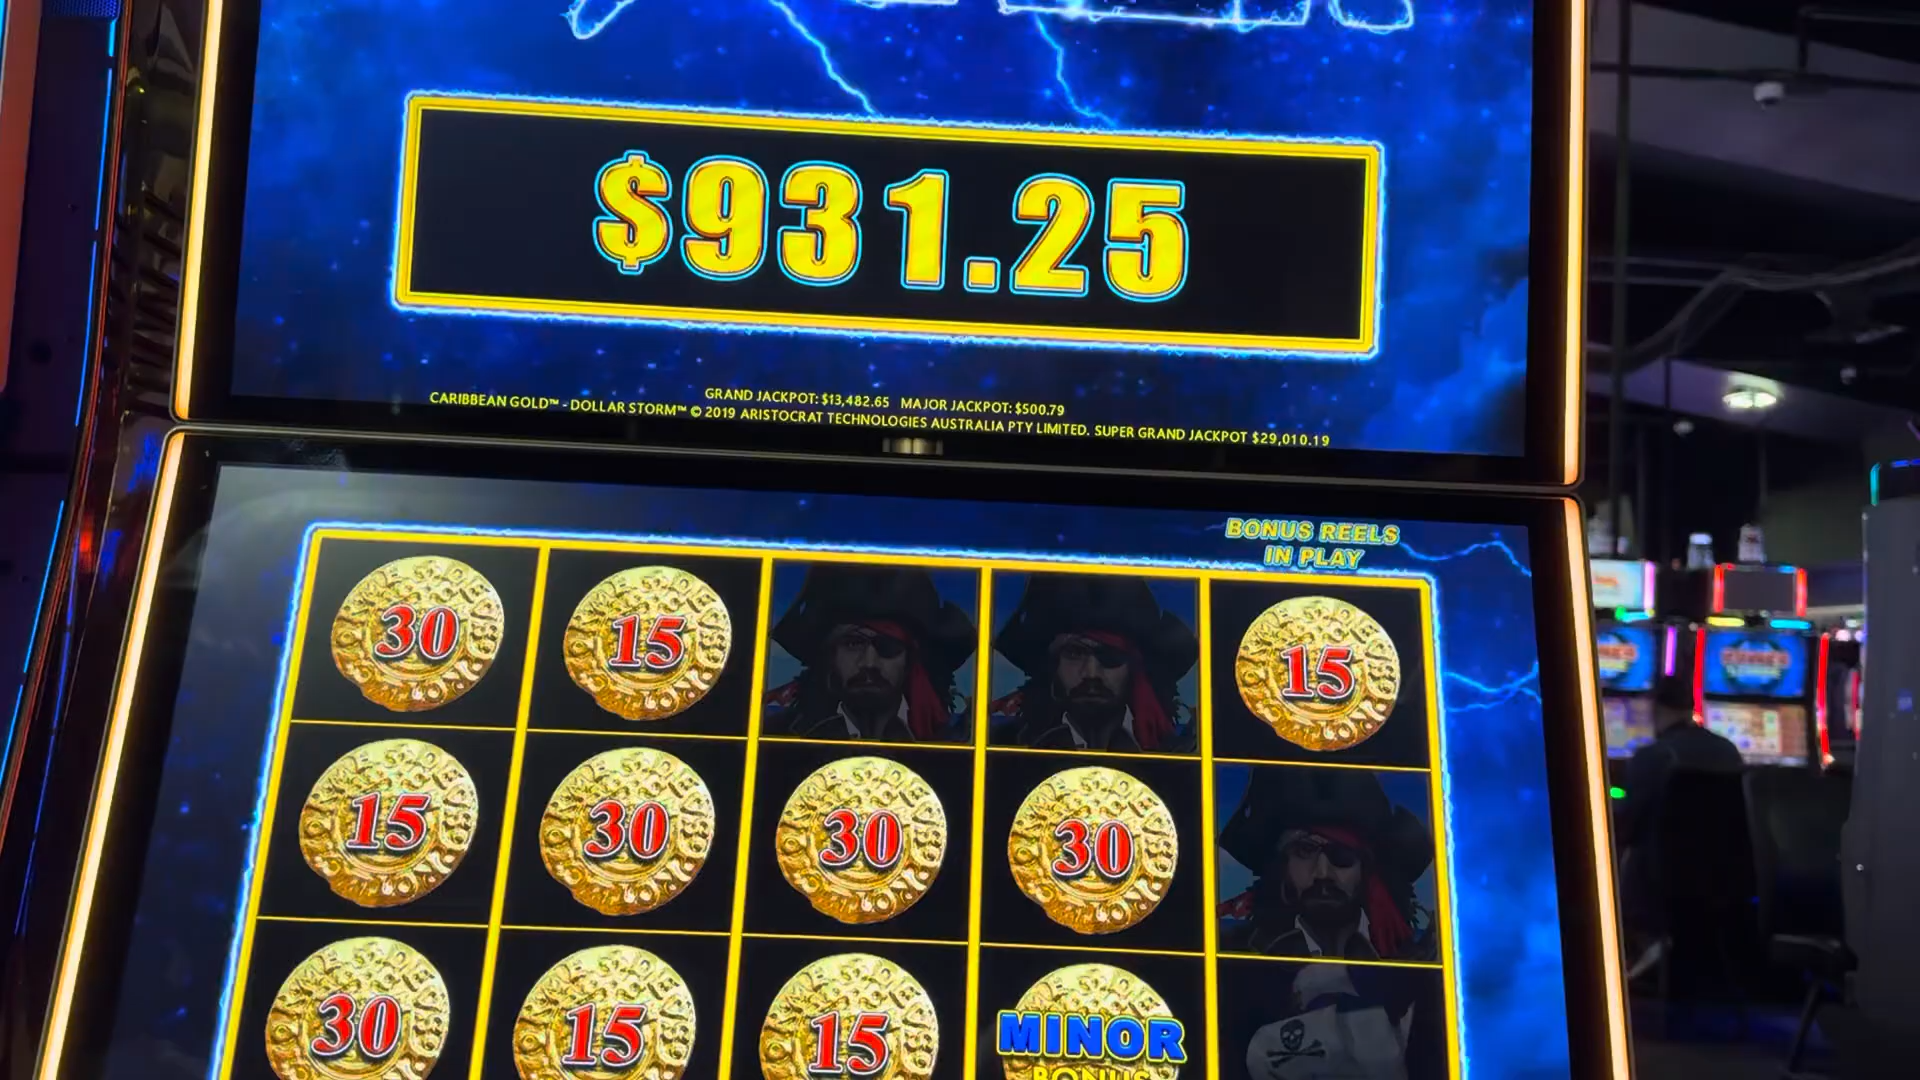 $931.25
GRAND JACKPOT: $13,482.65 MAJOR JACKPOT: $500.79
CARIBBEAN GOLD™ - DOLLAR STORM™ © 2019 ARISTOCRAT TECHNOLOGIES AUSTRALIA PTY LIMITED. SUPER GRAND JACKPOT $29,010.19
BONUS REELS
IN PLAY
30 15 15
15 30 30 30
30 15 15 MINOR
BONUS